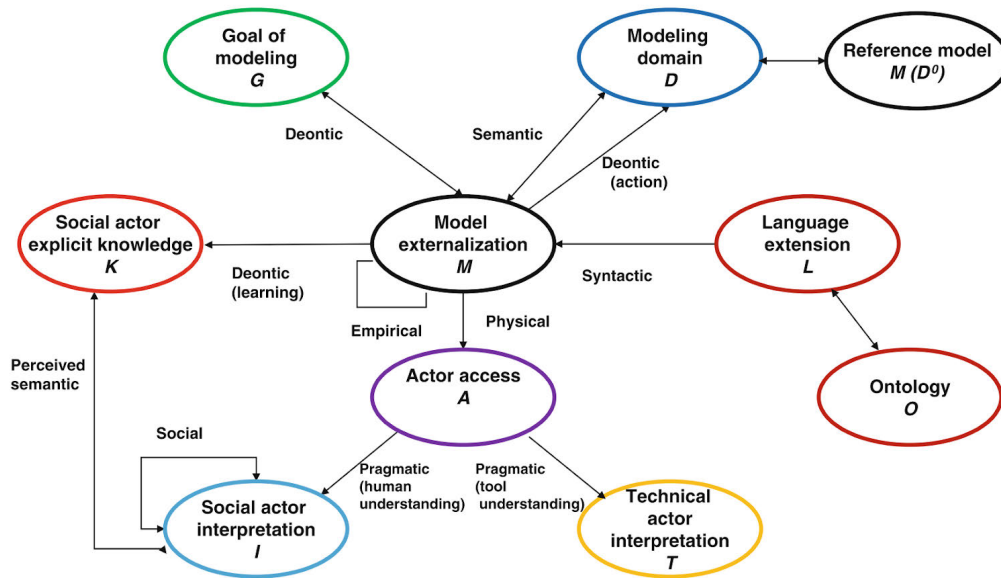 Goal of
modeling
G
Modeling
domain
D
Reference model
M (D⁰)
Deontic
Semantic
Deontic
(action)
Social actor
explicit knowledge
K
Model
externalization
M
Language
extension
L
Deontic
(learning)
Syntactic
Empirical
Physical
Perceived
semantic
Actor access
A
Ontology
O
Social
Pragmatic
(human
understanding)
Pragmatic
(tool
understanding)
Social actor
interpretation
I
Technical
actor
interpretation
T